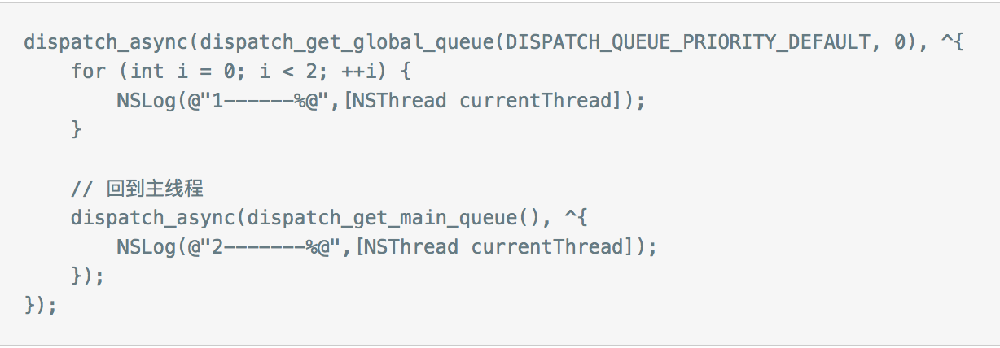 dispatch_async(dispatch_get_global_queue(DISPATCH_QUEUE_PRIORITY_DEFAULT, 0), ^{
    for (int i = 0; i < 2; ++i) {
        NSLog(@"1------%@",[NSThread currentThread]);
    }

    // 回到主线程
    dispatch_async(dispatch_get_main_queue(), ^{
        NSLog(@"2-------%@",[NSThread currentThread]);
    });
});